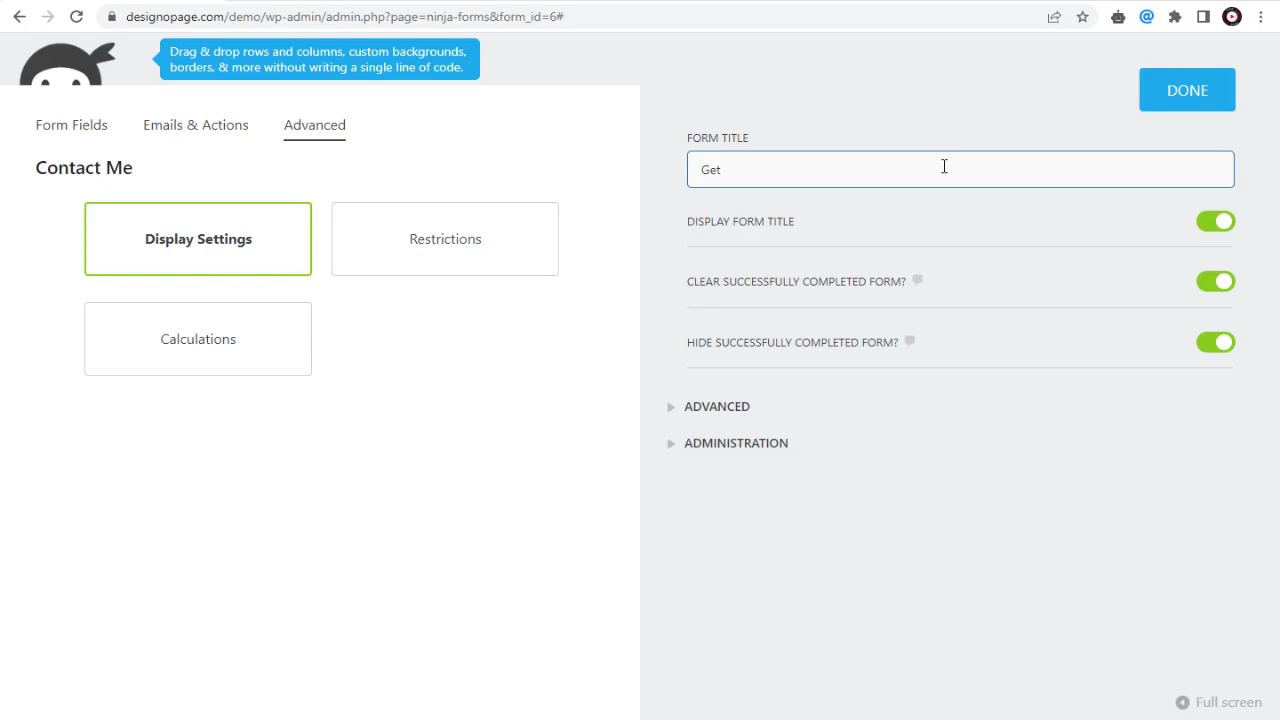 designopage.com/demo/wp-admin/admin.php?page=ninja-forms&form_id=6#
Drag & drop rows and columns, custom backgrounds,
borders, & more without writing a single line of code.
DONE
Form Fields
Emails & Actions
Advanced
Contact Me
Display Settings
Restrictions
Calculations
FORM TITLE
Get
DISPLAY FORM TITLE
CLEAR SUCCESSFULLY COMPLETED FORM?
HIDE SUCCESSFULLY COMPLETED FORM?
ADVANCED
ADMINISTRATION
Full screen